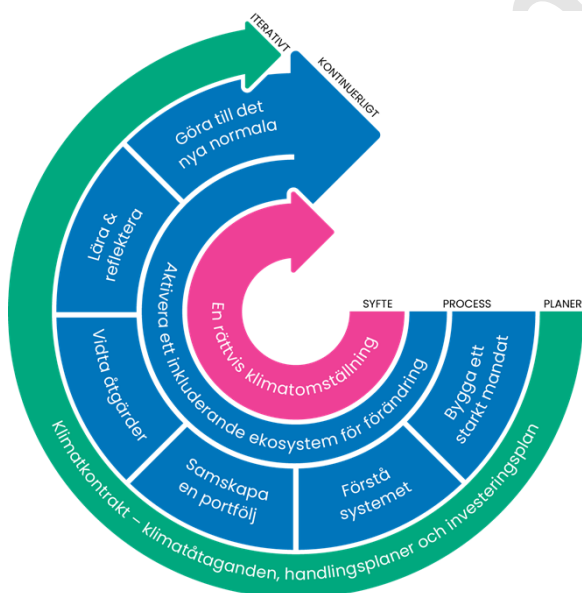 ITERATIVT
KONTINUERLIGT
Göra till det
nya normala
Lära &
reflektera
Aktivera ett inkluderande ekosystem för förändring
En rättvis klimatomställning
SYFTE
PROCESS
PLANER
Bygga ett
starkt mandat
Vidta åtgärder
Samskapa
en portfölj
Förstå
systemet
Klimatkontrakt – klimatåtaganden, handlingsplaner och investeringsplan